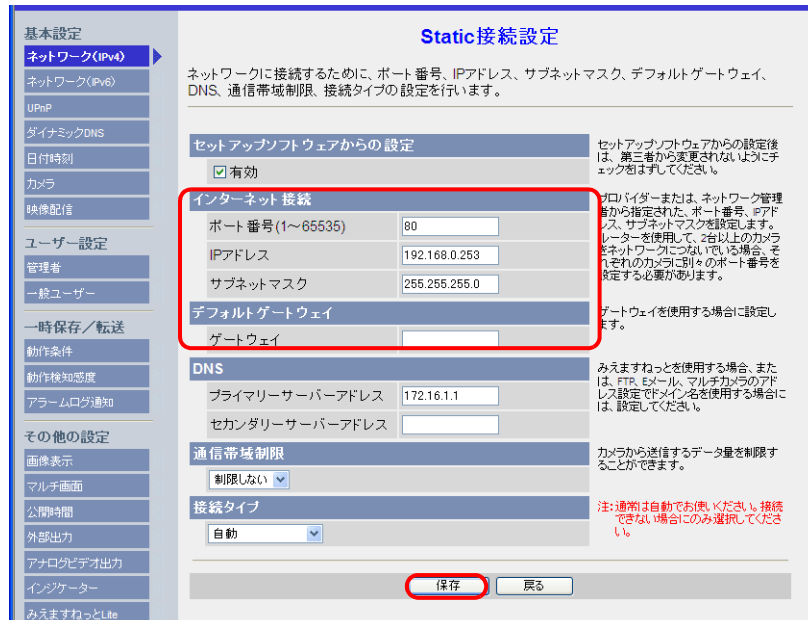 基本設定
ネットワーク(IPv4)
ネットワーク(IPv6)
UPnP
ダイナミックDNS
日付時刻
カメラ
映像配信
ユーザー設定
管理者
一般ユーザー
一時保存／転送
動作条件
動作検知感度
アラームログ通知
その他の設定
画像表示
マルチ画面
公開時間
外部出力
アナログビデオ出力
インジケーター
みえますねっとLite
Static接続設定
ネットワークに接続するために、ポート番号、IPアドレス、サブネットマスク、デフォルトゲートウェイ、
DNS、通信帯域制限、接続タイプの設定を行います。
セットアップソフトウェアからの設定
有効
セットアップソフトウェアからの設定後
は、第三者から変更されないようにチ
ェックをはずしてください。
インターネット接続
ポート番号(1～65535) 80
IPアドレス 192.168.0.253
サブネットマスク 255.255.255.0
プロバイダーまたは、ネットワーク管理
者から指定された、ポート番号、IPアド
レス、サブネットマスクを設定します。
ルーターを使用して、2台以上のカメラ
をネットワークにつないでいる場合、そ
れぞれのカメラに別々のポート番号を
設定する必要があります。
デフォルトゲートウェイ
ゲートウェイ
ゲートウェイを使用する場合に設定し
ます。
DNS
プライマリーサーバーアドレス 172.16.1.1
セカンダリーサーバーアドレス
みえますねっとを使用する場合、また
は、FTP、Eメール、マルチカメラのアド
レス設定でドメイン名を使用する場合に
は、設定してください。
通信帯域制限
制限しない
カメラから送信するデータ量を制限す
ることができます。
接続タイプ
自動
注:通常は自動でお使いください。接続
できない場合にのみ選択してくださ
い。
保存 戻る